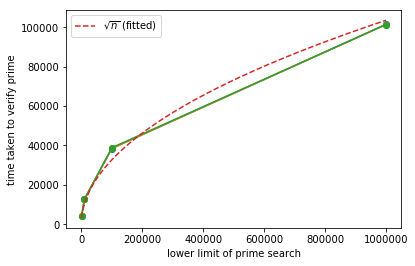 √n (fitted)
100000
80000
60000
40000
20000
0
time taken to verify prime
0 200000 400000 600000 800000 1000000
lower limit of prime search